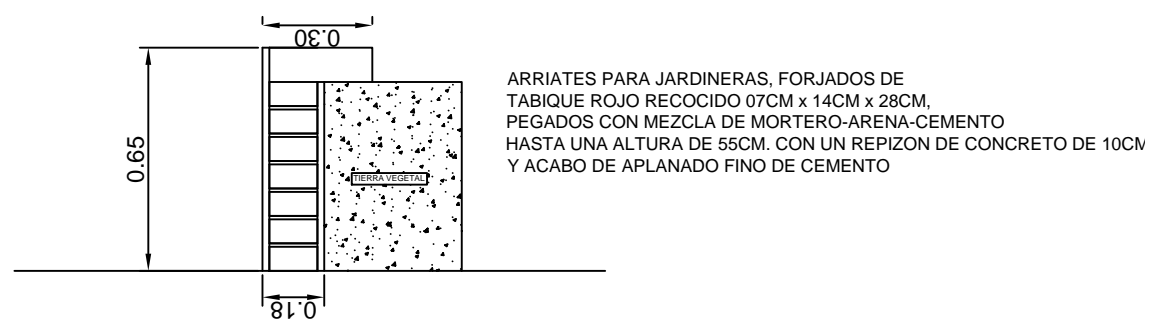 0.30
0.65
ARRIATES PARA JARDINERAS, FORJADOS DE
TABIQUE ROJO RECOCIDO 07CM x 14CM x 28CM,
PEGADOS CON MEZCLA DE MORTERO-ARENA-CEMENTO
HASTA UNA ALTURA DE 55CM. CON UN REPIZON DE CONCRETO DE 10CM
Y ACABO DE APLANADO FINO DE CEMENTO
TIERRA VEGETAL
0.18